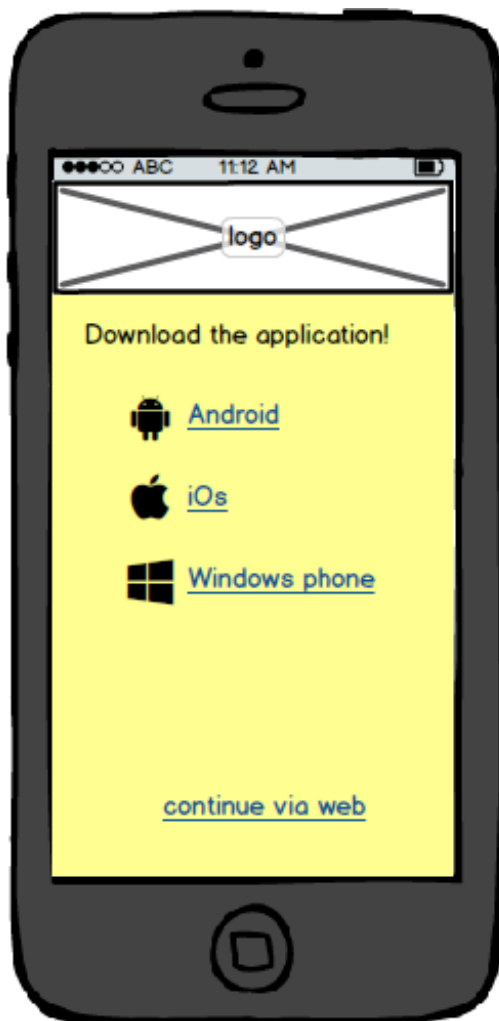 ABC 11:12 AM
logo
Download the application!
Android
iOs
Windows phone
continue via web